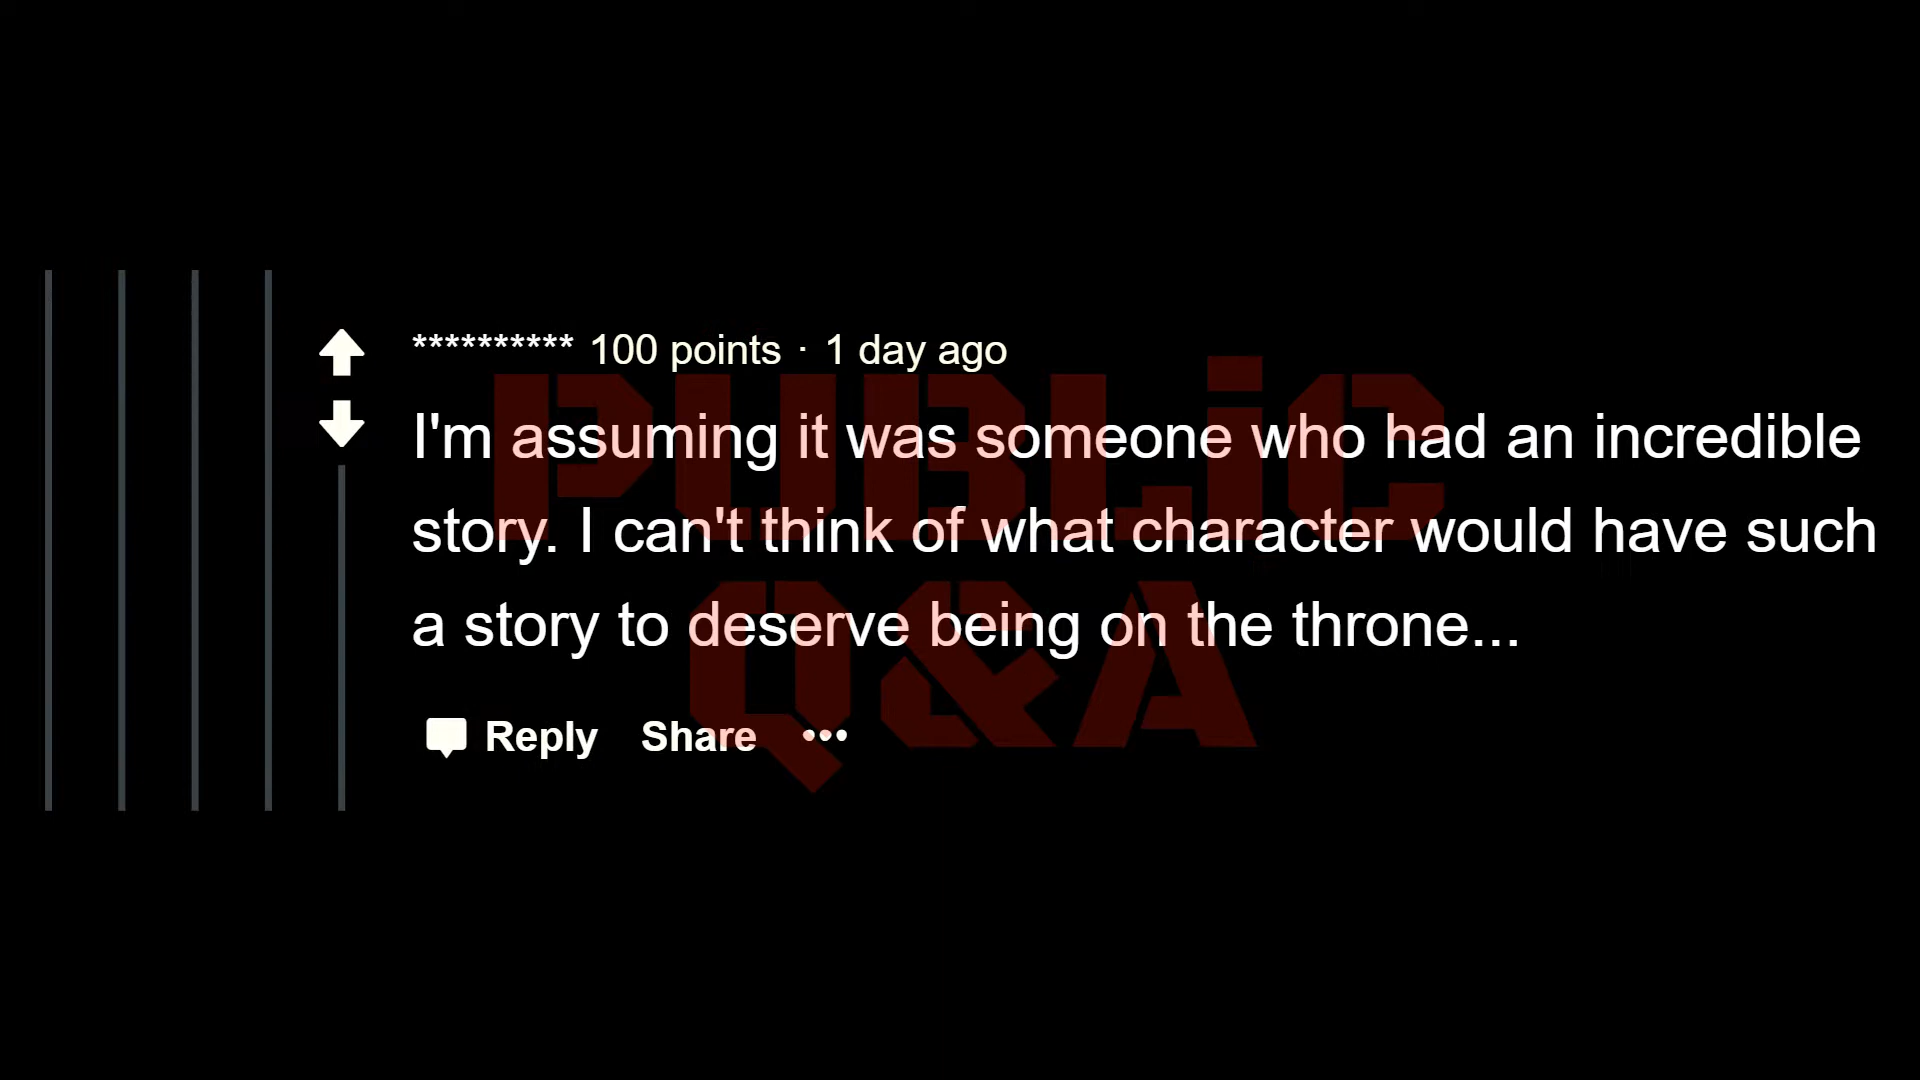 ********** 100 points · 1 day ago
I'm assuming it was someone who had an incredible
story. I can't think of what character would have such
a story to deserve being on the throne...
Reply Share •••
PUBLiC
Q&A